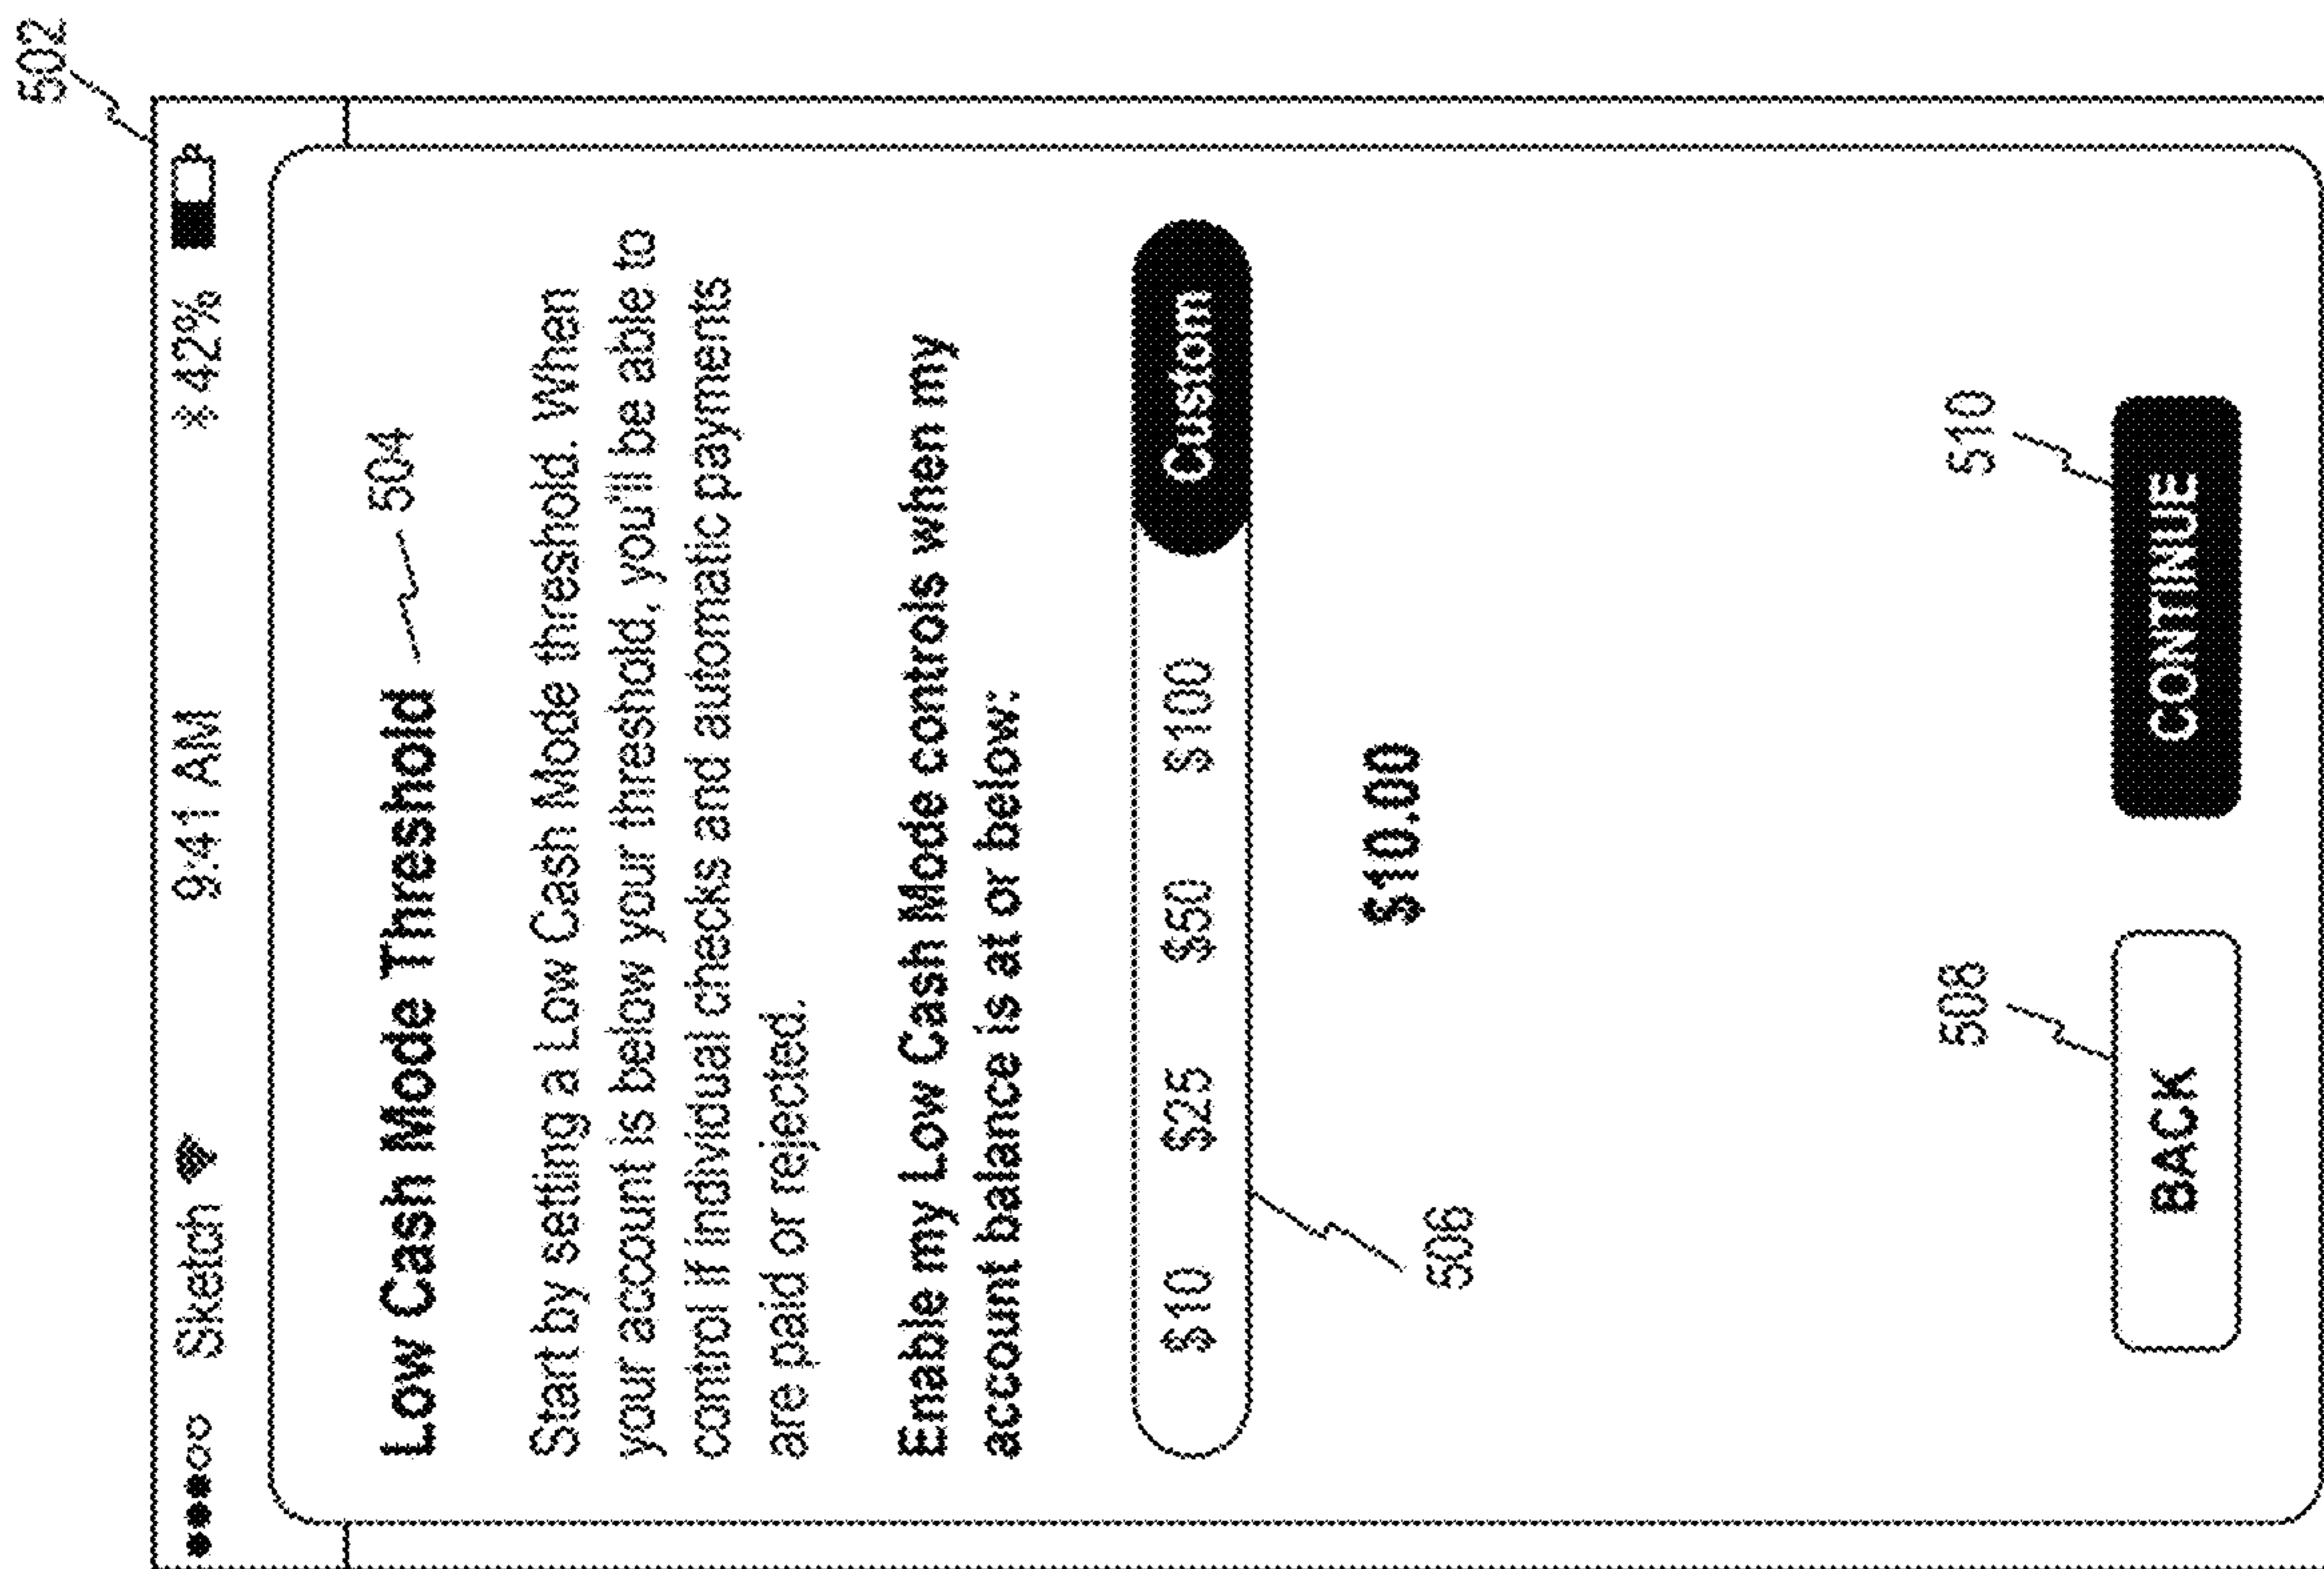 502
Sketch 9:41 AM 42%
Low Cash Mode Threshold 504
Start by setting a Low Cash Mode threshold. When
your account is below your threshold, you'll be able to
control if individual checks and automatic payments
are paid or rejected.
Enable my Low Cash Mode controls when my
account balance is at or below:
$10 $25 $50 $100 Custom
506
$10.00
508 510
BACK CONTINUE